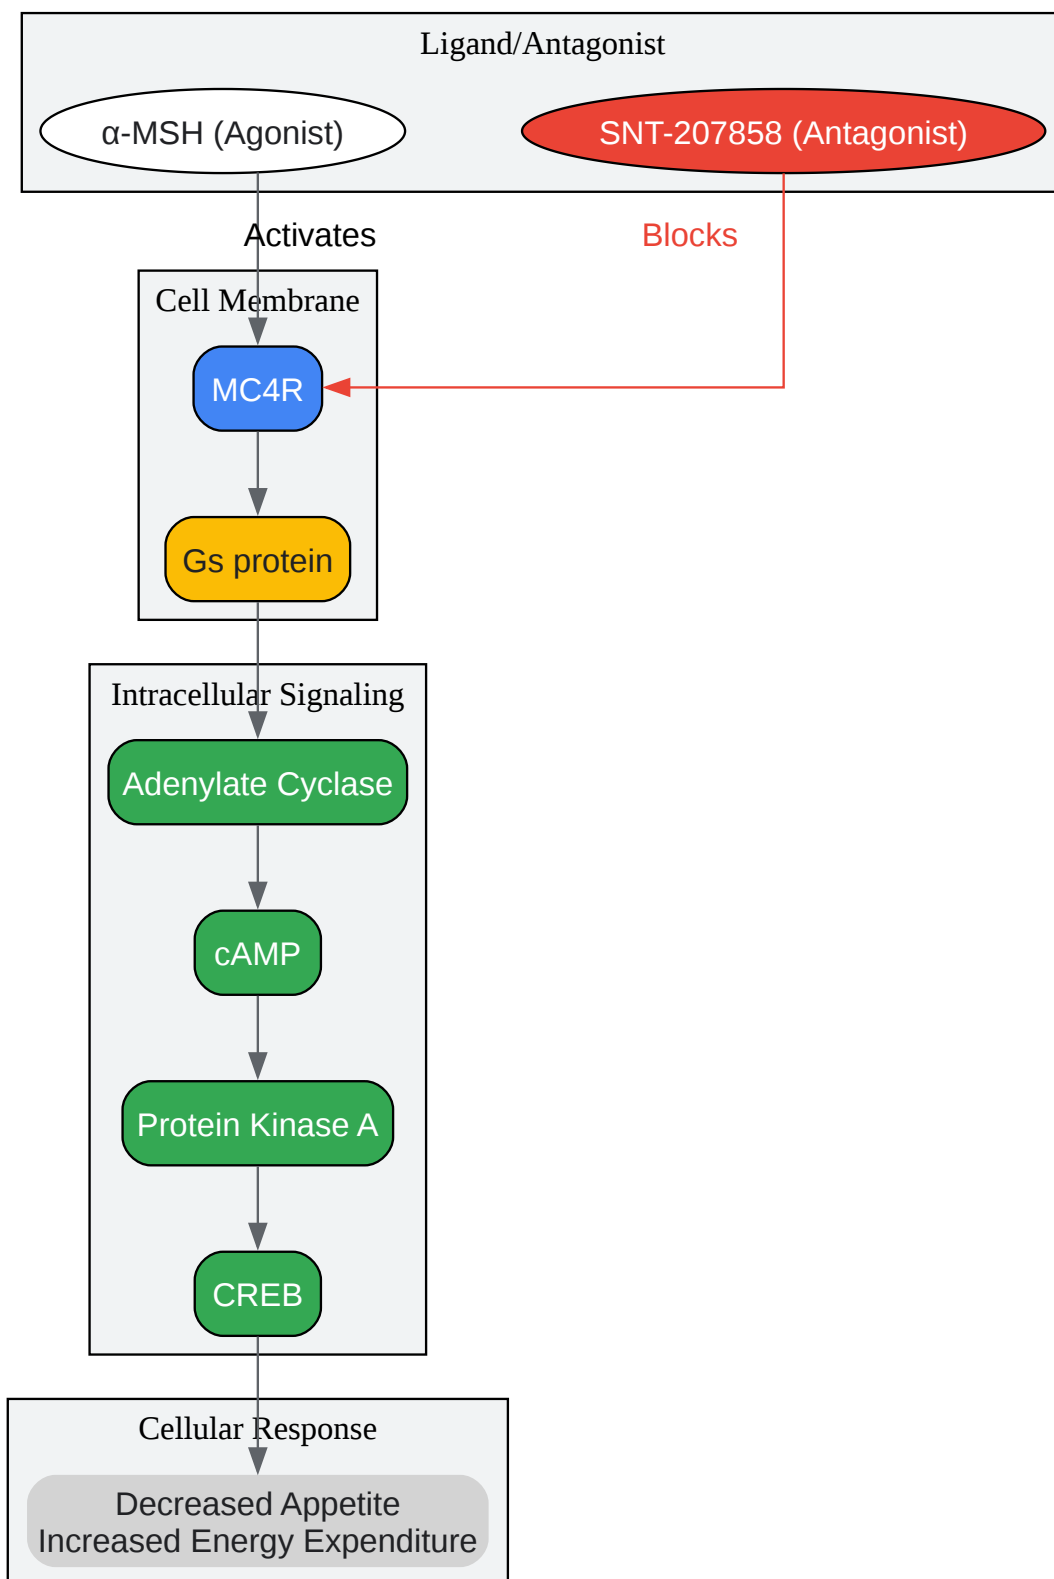 Ligand/Antagonist
α-MSH (Agonist)
SNT-207858 (Antagonist)
Activates
Blocks
Cell Membrane
MC4R
Gs protein
Intracellular Signaling
Adenylate Cyclase
cAMP
Protein Kinase A
CREB
Cellular Response
Decreased Appetite
Increased Energy Expenditure